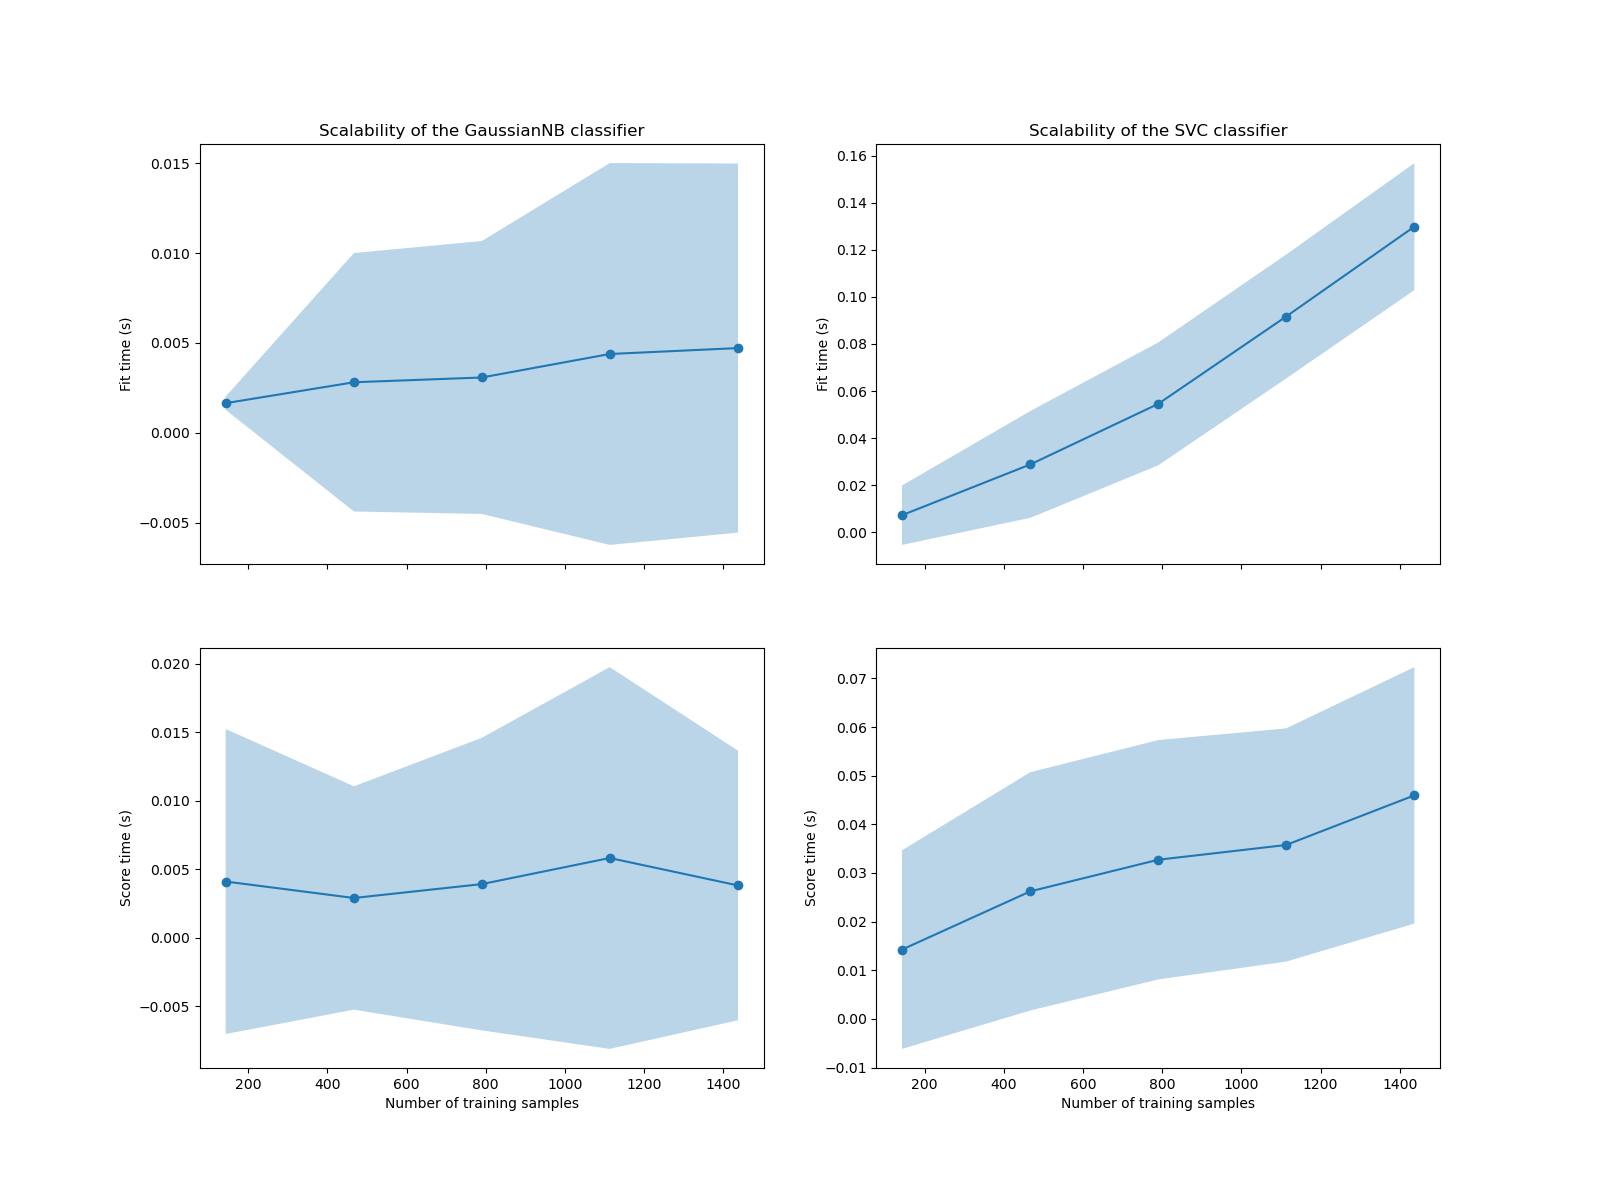 Scalability of the GaussianNB classifier
0.015
0.010
0.005
0.000
−0.005
Fit time (s)
Scalability of the SVC classifier
0.16
0.14
0.12
0.10
0.08
0.06
0.04
0.02
0.00
Fit time (s)
0.020
0.015
0.010
0.005
0.000
−0.005
Score time (s)
200 400 600 800 1000 1200 1400
Number of training samples
0.07
0.06
0.05
0.04
0.03
0.02
0.01
0.00
−0.01
Score time (s)
200 400 600 800 1000 1200 1400
Number of training samples